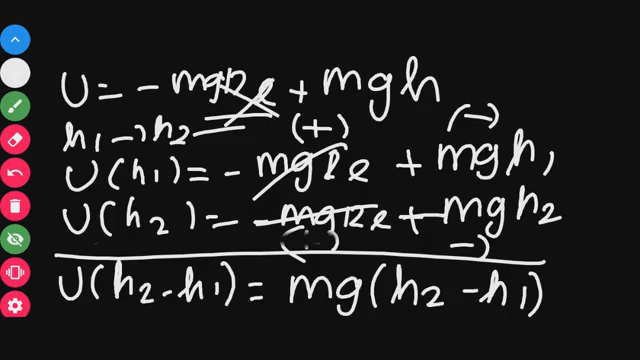 U = - mgRe + mgh
h1 → h2 (+) (-)
U(h1) = - mgRe + mgh1
U(h2) = - mgRe + mgh2
(-)
U(h2 - h1) = mg(h2 - h1)